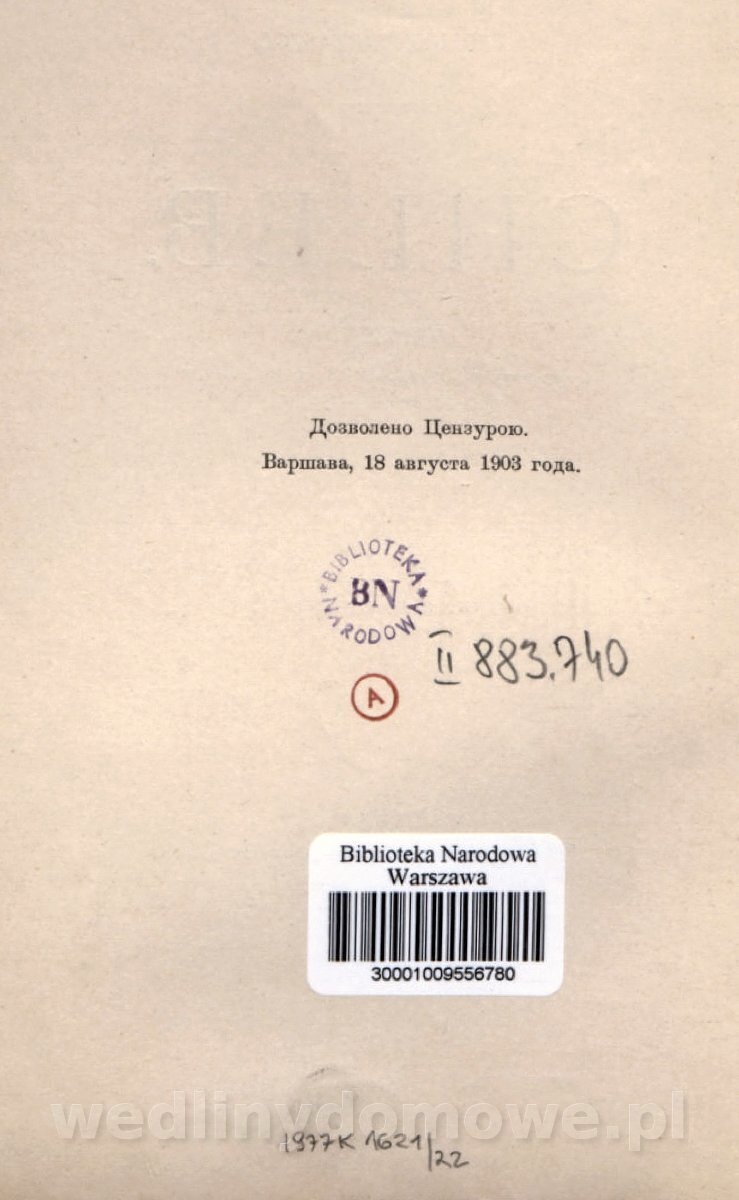 Дозволено Цензурою.
Варшава, 18 августа 1903 года.
* BIBLIOTEKA * NARODOWA
BN
II 883.740
A
Biblioteka Narodowa
Warszawa
30001009556780
wedlinydomowe.pl
1977K 1621/22